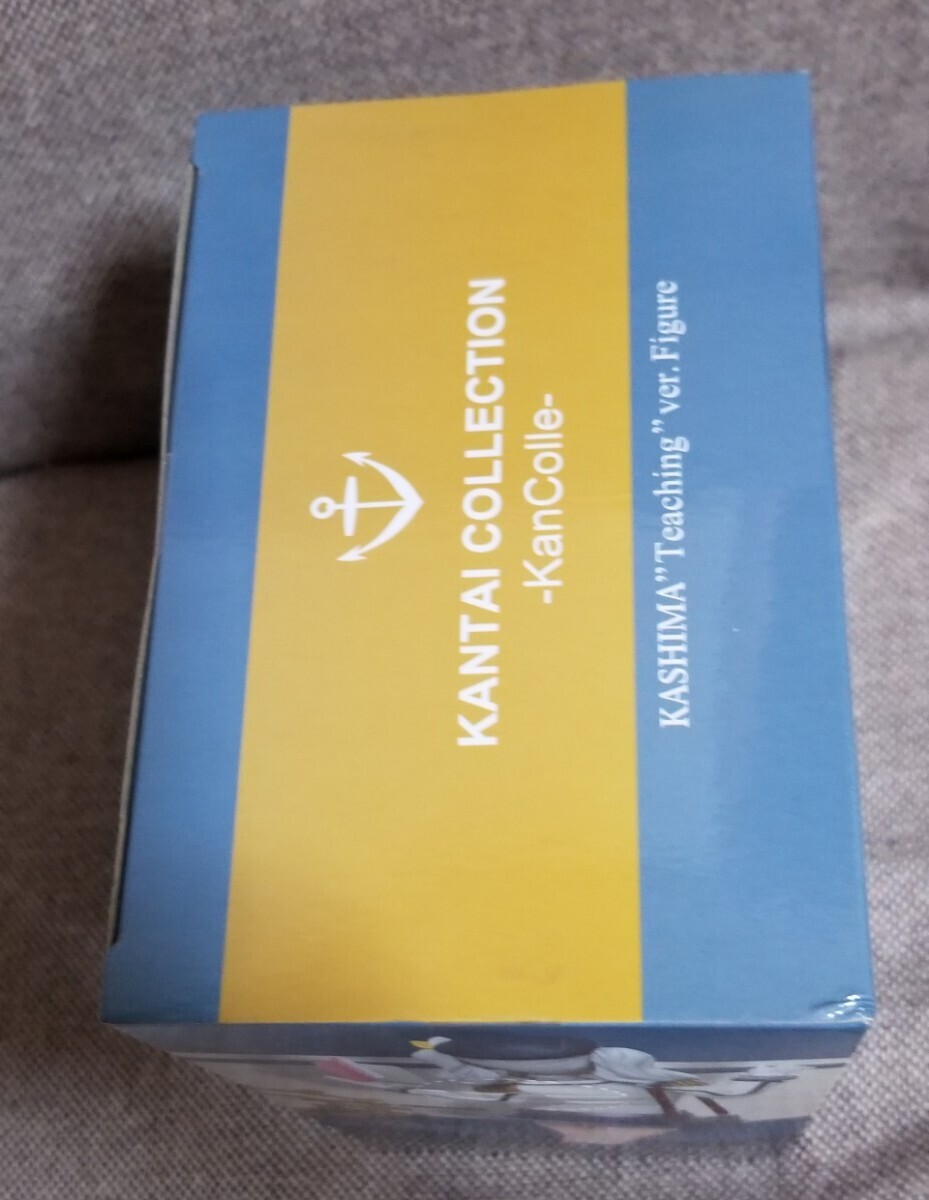 KANTAI COLLECTION
-KanColle-
KASHIMA”Teaching”ver.Figure